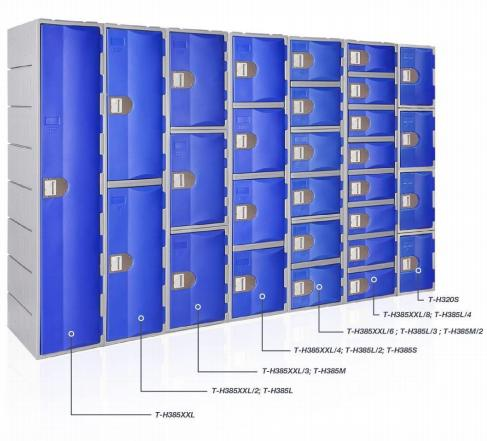 T-H320S
T-H385XXL/8; T-H385L/4
T-H385XXL/6 ; T-H385L/3 ; T-H385M/2
T-H385XXL/4; T-H385L/2; T-H385S
T-H385XXL/3; T-H385M
T-H385XXL/2; T-H385L
T-H385XXL